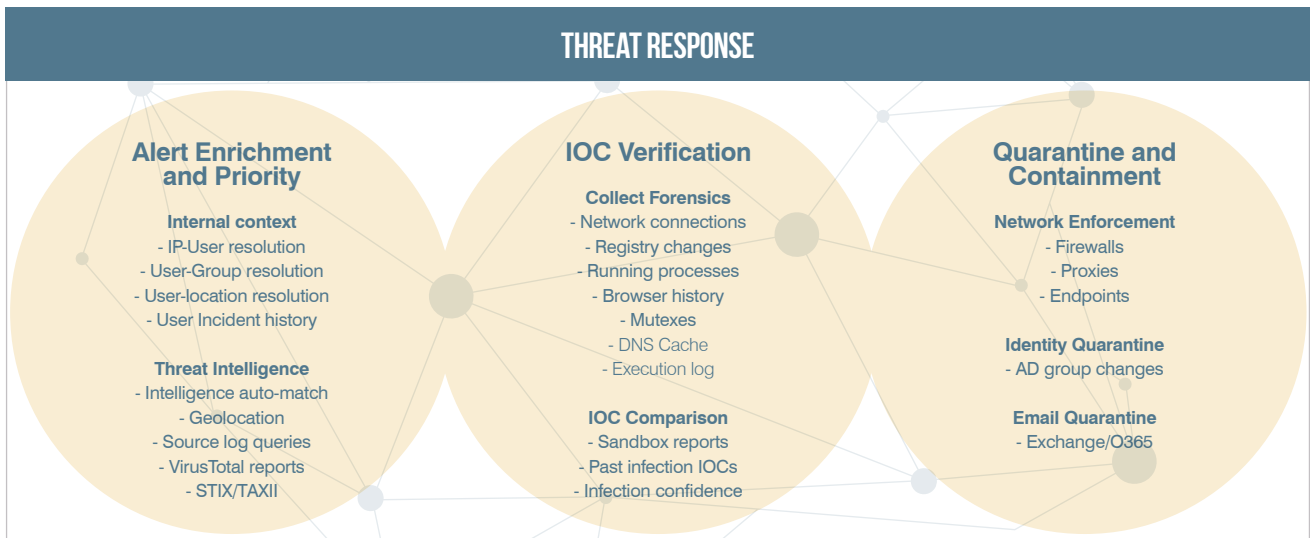 THREAT RESPONSE
Alert Enrichment
and Priority
Internal context
- IP-User resolution
- User-Group resolution
- User-location resolution
- User Incident history
Threat Intelligence
- Intelligence auto-match
- Geolocation
- Source log queries
- VirusTotal reports
- STIX/TAXII
IOC Verification
Collect Forensics
- Network connections
- Registry changes
- Running processes
- Browser history
- Mutexes
- DNS Cache
- Execution log
IOC Comparison
- Sandbox reports
- Past infection IOCs
- Infection confidence
Quarantine and
Containment
Network Enforcement
- Firewalls
- Proxies
- Endpoints
Identity Quarantine
- AD group changes
Email Quarantine
- Exchange/O365